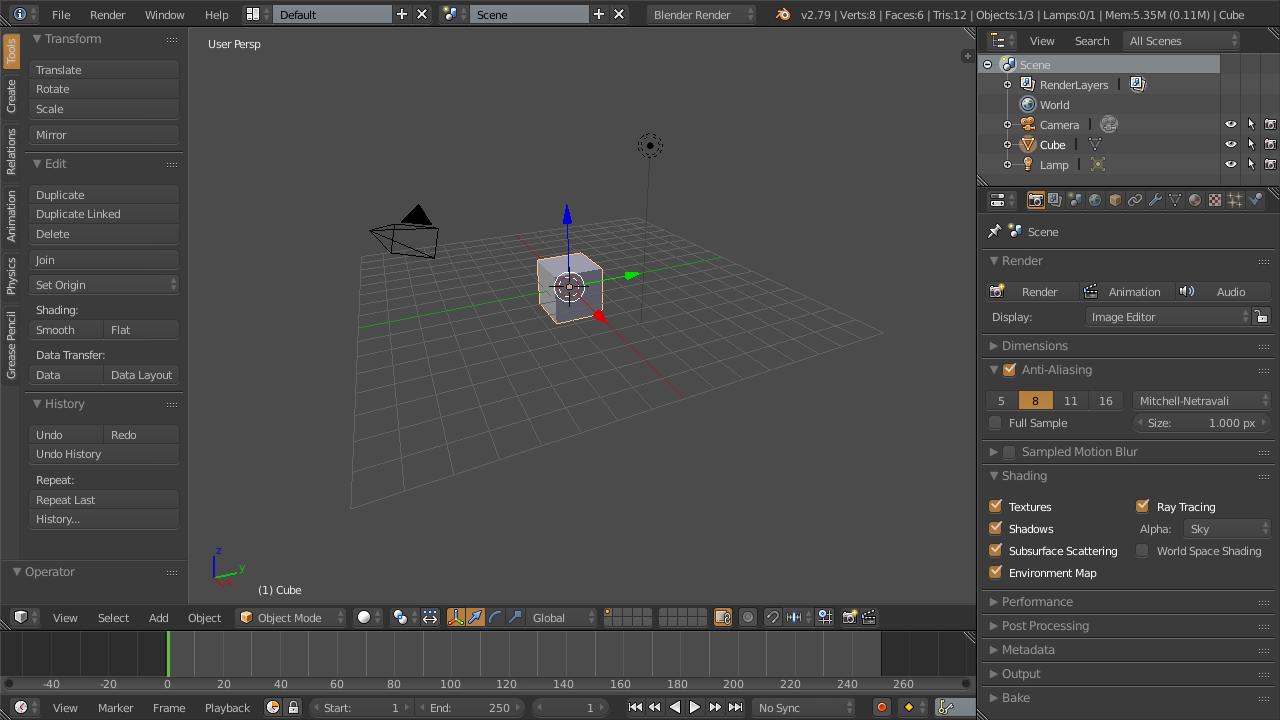 File Render Window Help Default Scene Blender Render v2.79 | Verts:8 | Faces:6 | Tris:12 | Objects:1/3 | Lamps:0/1 | Mem:5.35M (0.11M) | Cube
Tools
Create
Relations
Animation
Physics
Grease Pencil
Transform
Translate
Rotate
Scale
Mirror
Edit
Duplicate
Duplicate Linked
Delete
Join
Set Origin
Shading:
Smooth Flat
Data Transfer:
Data Data Layout
History
Undo Redo
Undo History
Repeat:
Repeat Last
History...
Operator
User Persp
z
y
x
(1) Cube
View Select Add Object Object Mode Global
-40 -20 0 20 40 60 80 100 120 140 160 180 200 220 240 260
View Marker Frame Playback Start: 1 End: 250 1 No Sync
View Search All Scenes
Scene
RenderLayers |
World
Camera |
Cube |
Lamp |
Scene
Render
Render Animation Audio
Display: Image Editor
Dimensions
Anti-Aliasing
5 8 11 16 Mitchell-Netravali
Full Sample Size: 1.000 px
Sampled Motion Blur
Shading
Textures Ray Tracing
Shadows Alpha: Sky
Subsurface Scattering World Space Shading
Environment Map
Performance
Post Processing
Metadata
Output
Bake